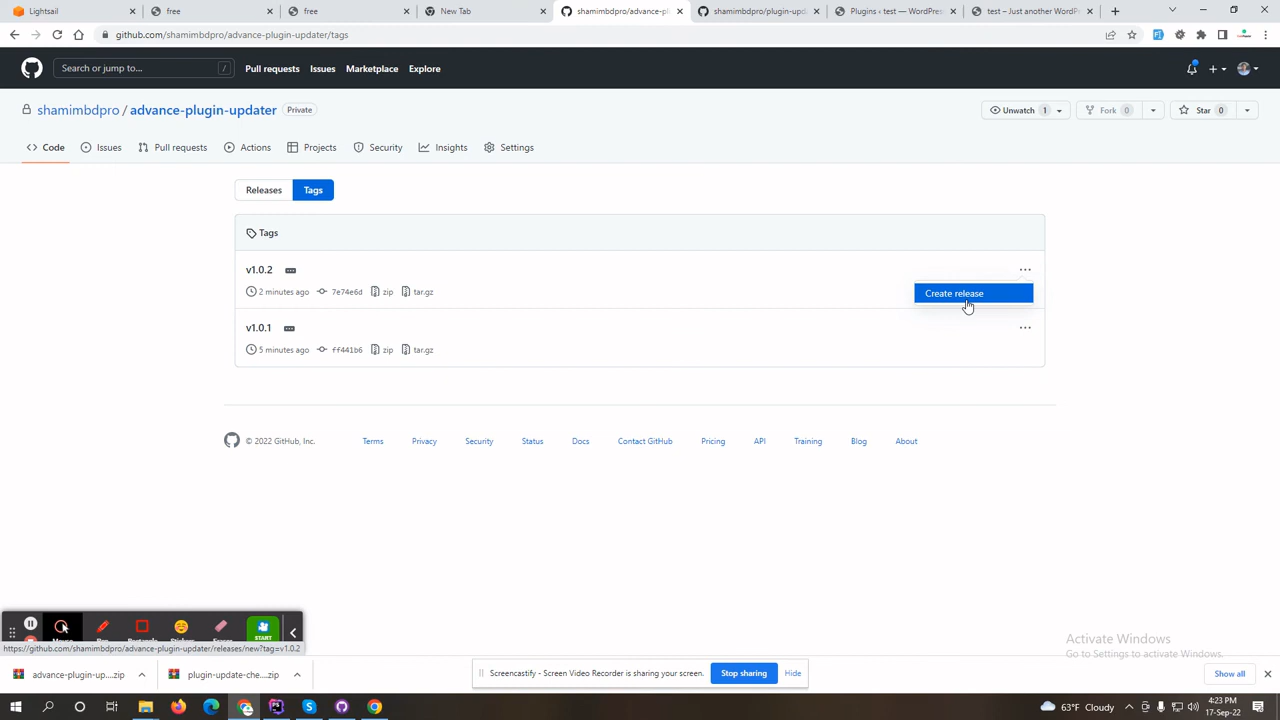 Lightsail
free
free
New Tab
shamimbdpro/advance-pl
shamimbdpro/plugin-upd
Plugins ‹ test — WordPres
test – Just another WordPr
github.com/shamimbdpro/advance-plugin-updater/tags
Search or jump to... /
Pull requests
Issues
Marketplace
Explore
shamimbdpro / advance-plugin-updater Private
Unwatch 1
Fork 0
Star 0
Code
Issues
Pull requests
Actions
Projects
Security
Insights
Settings
Releases
Tags
Tags
v1.0.2
2 minutes ago 7e74e6d zip tar.gz
Create release
v1.0.1
5 minutes ago ff441b6 zip tar.gz
© 2022 GitHub, Inc. Terms Privacy Security Status Docs Contact GitHub Pricing API Training Blog About
START
https://github.com/shamimbdpro/advance-plugin-updater/releases/new?tag=v1.0.2
Activate Windows
Go to Settings to activate Windows.
advance-plugin-up....zip
plugin-update-che....zip
Screencastify - Screen Video Recorder is sharing your screen.
Stop sharing
Hide
Show all
63°F Cloudy
4:23 PM
17-Sep-22